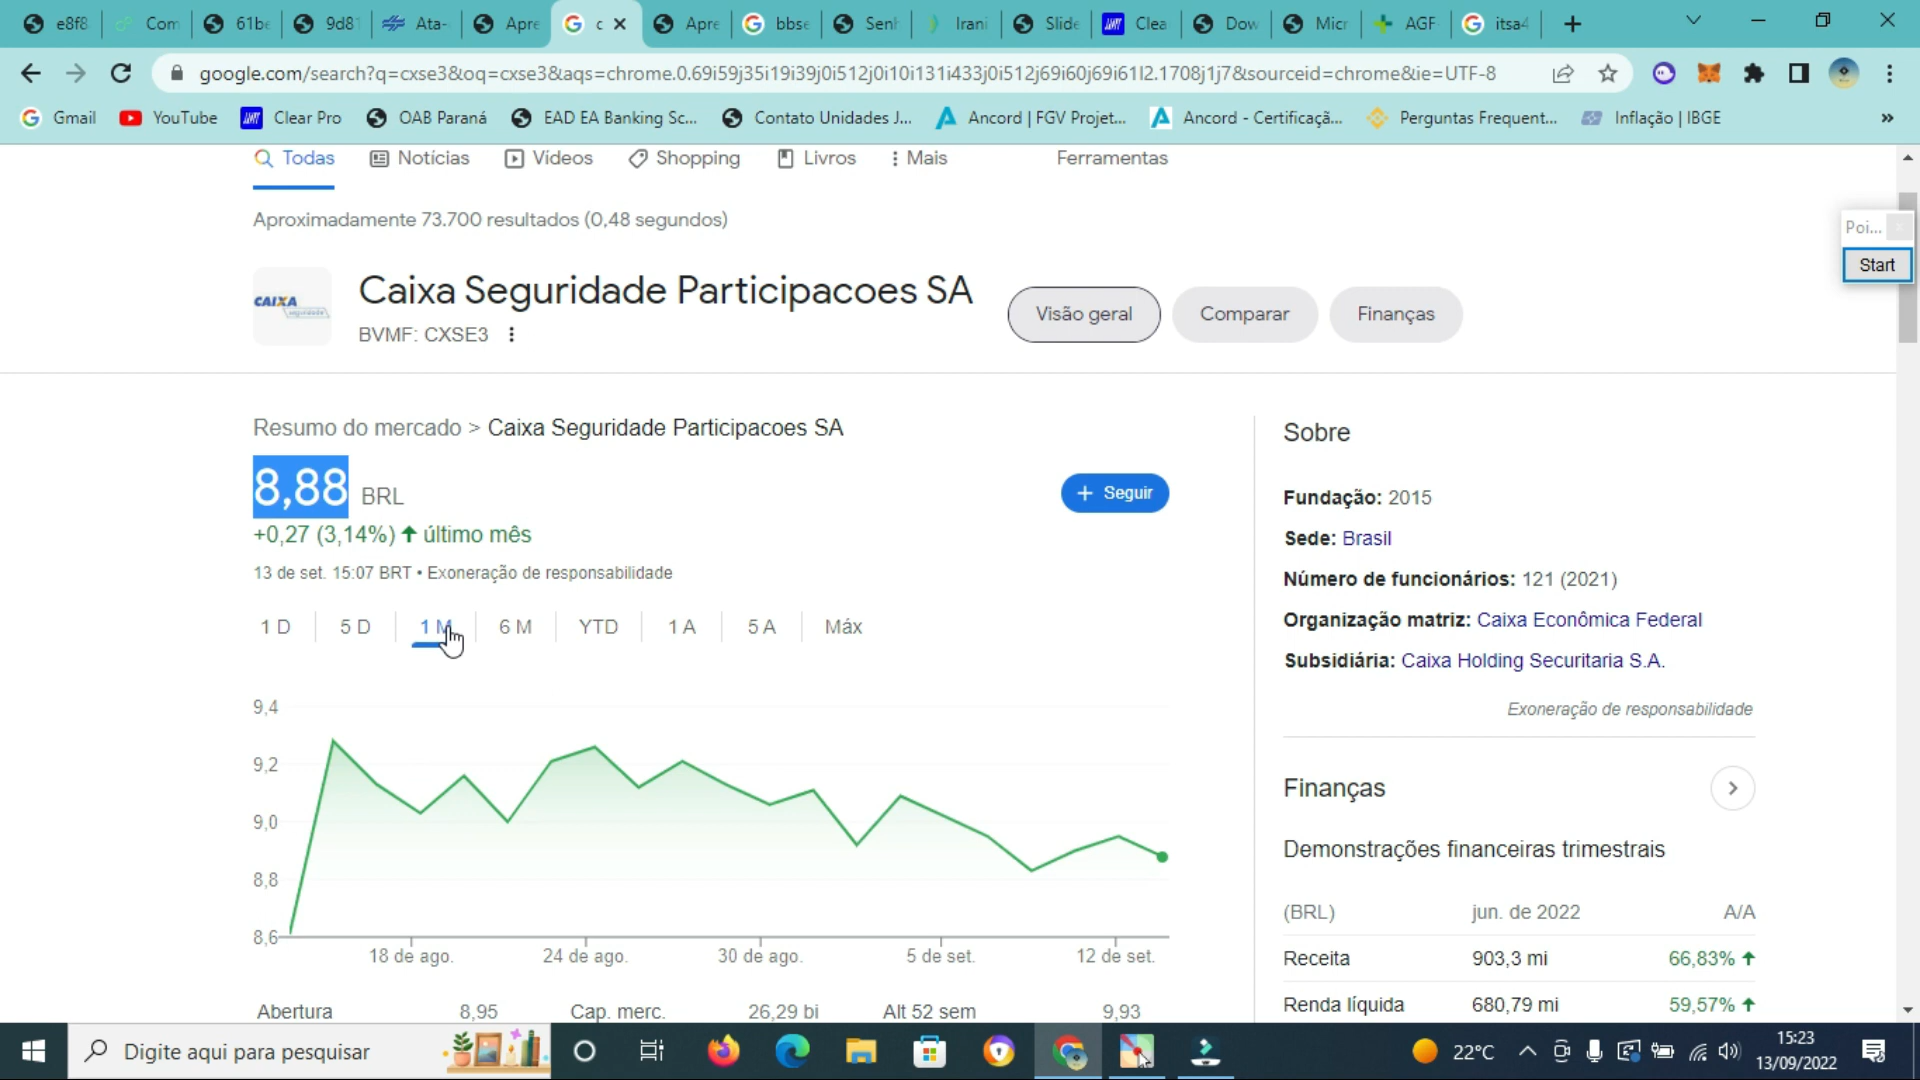 e8f8 Com 61be 9d81 Ata- Apre c Apre bbse Senl Irani Slide Clea Dow Micr AGF itsa4
google.com/search?q=cxse3&oq=cxse3&aqs=chrome.0.69i59j35i19i39j0i512j0i10i131i433j0i512j69i60j69i61l2.1708j1j7&sourceid=chrome&ie=UTF-8
Gmail YouTube Clear Pro OAB Paraná EAD EA Banking Sc... Contato Unidades J... Ancord | FGV Projet... Ancord - Certificaçã... Perguntas Frequent... Inflação | IBGE »
Todas Notícias Vídeos Shopping Livros Mais Ferramentas
Aproximadamente 73.700 resultados (0,48 segundos)
Poi...
Start
CAIXA
seguridade
Caixa Seguridade Participacoes SA
BVMF: CXSE3
Visão geral Comparar Finanças
Resumo do mercado > Caixa Seguridade Participacoes SA
8,88 BRL
+ Seguir
+0,27 (3,14%) último mês
13 de set. 15:07 BRT • Exoneração de responsabilidade
1 D 5 D 1 M 6 M YTD 1 A 5 A Máx
9,4
9,2
9,0
8,8
8,6
18 de ago. 24 de ago. 30 de ago. 5 de set. 12 de set.
Abertura 8,95 Cap. merc. 26,29 bi Alt 52 sem 9,93
Sobre
Fundação: 2015
Sede: Brasil
Número de funcionários: 121 (2021)
Organização matriz: Caixa Econômica Federal
Subsidiária: Caixa Holding Securitaria S.A.
Exoneração de responsabilidade
Finanças
Demonstrações financeiras trimestrais
(BRL) jun. de 2022 A/A
Receita 903,3 mi 66,83%
Renda líquida 680,79 mi 59,57%
Digite aqui para pesquisar
22°C
15:23
13/09/2022